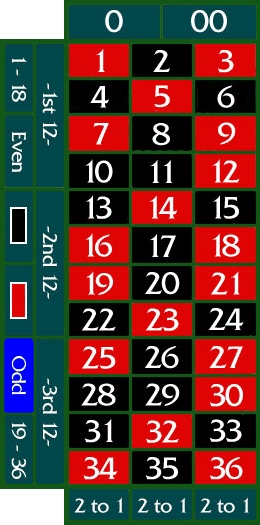 0 00
1 2 3
4 5 6
7 8 9
10 11 12
13 14 15
16 17 18
19 20 21
22 23 24
25 26 27
28 29 30
31 32 33
34 35 36
2 to 1 2 to 1 2 to 1
-1st 12-
-2nd 12-
-3rd 12-
1 - 18
Even
Odd
19 - 36